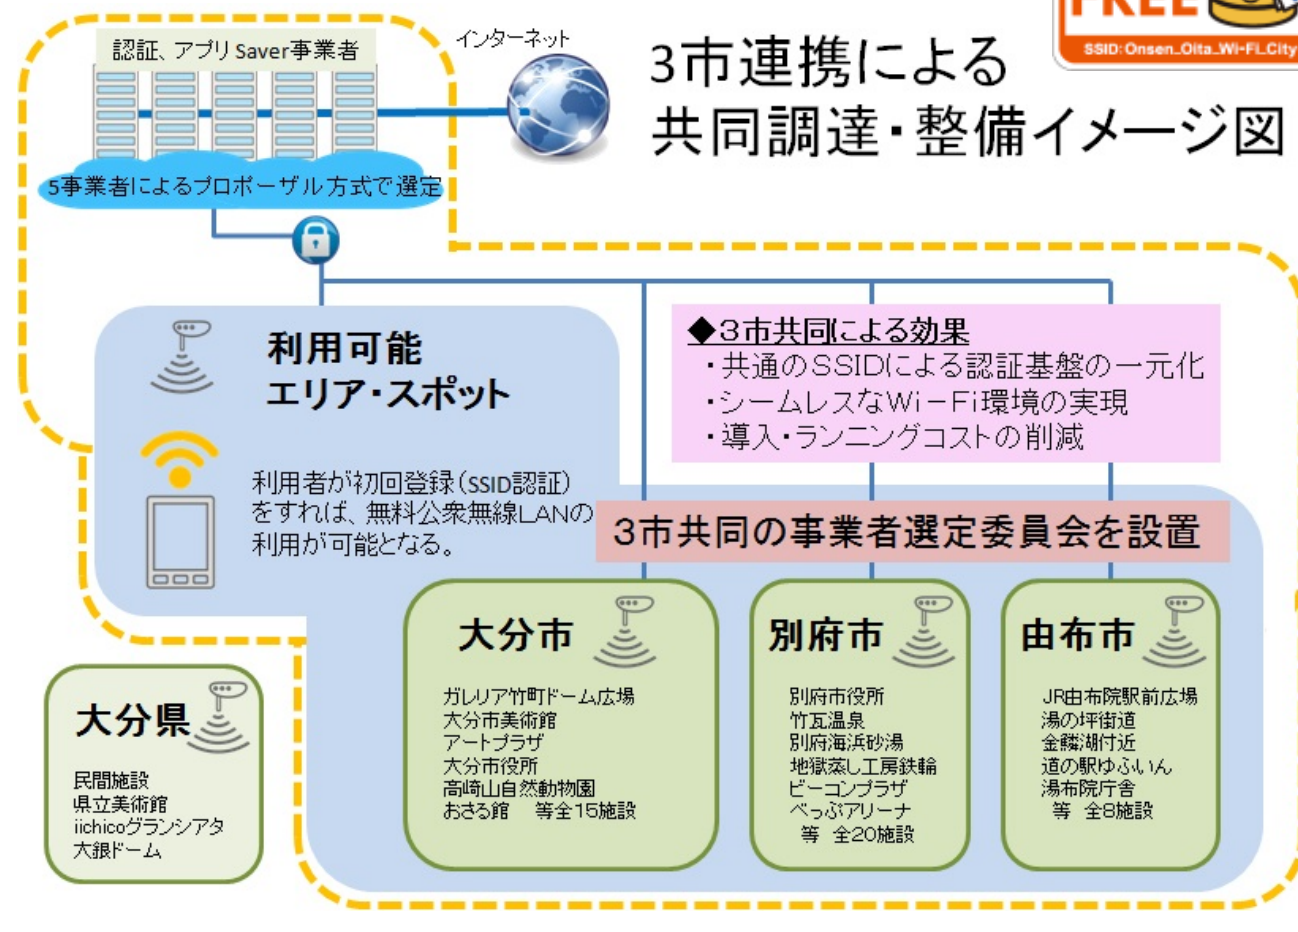 認証、アプリSaver事業者
インターネット
3市連携による
共同調達・整備イメージ図
FREE
SSID:Onsen_Oita_Wi-Fi_City
5事業者によるプロポーザル方式で選定
利用可能
エリア・スポット
利用者が初回登録(SSID認証)
をすれば、無料公衆無線LANの
利用が可能となる。
◆3市共同による効果
・共通のSSIDによる認証基盤の一元化
・シームレスなWi-Fi環境の実現
・導入・ランニングコストの削減
3市共同の事業者選定委員会を設置
大分市
ガレリア竹町ドーム広場
大分市美術館
アートプラザ
大分市役所
高崎山自然動物園
おさる館 等全15施設
別府市
別府市役所
竹瓦温泉
別府海浜砂湯
地獄蒸し工房鉄輪
ビーコンプラザ
べっぷアリーナ
等 全20施設
由布市
JR由布院駅前広場
湯の坪街道
金鱗湖付近
道の駅ゆふいん
湯布院庁舎
等 全8施設
大分県
民間施設
県立美術館
iichicoグランシアタ
大銀ドーム